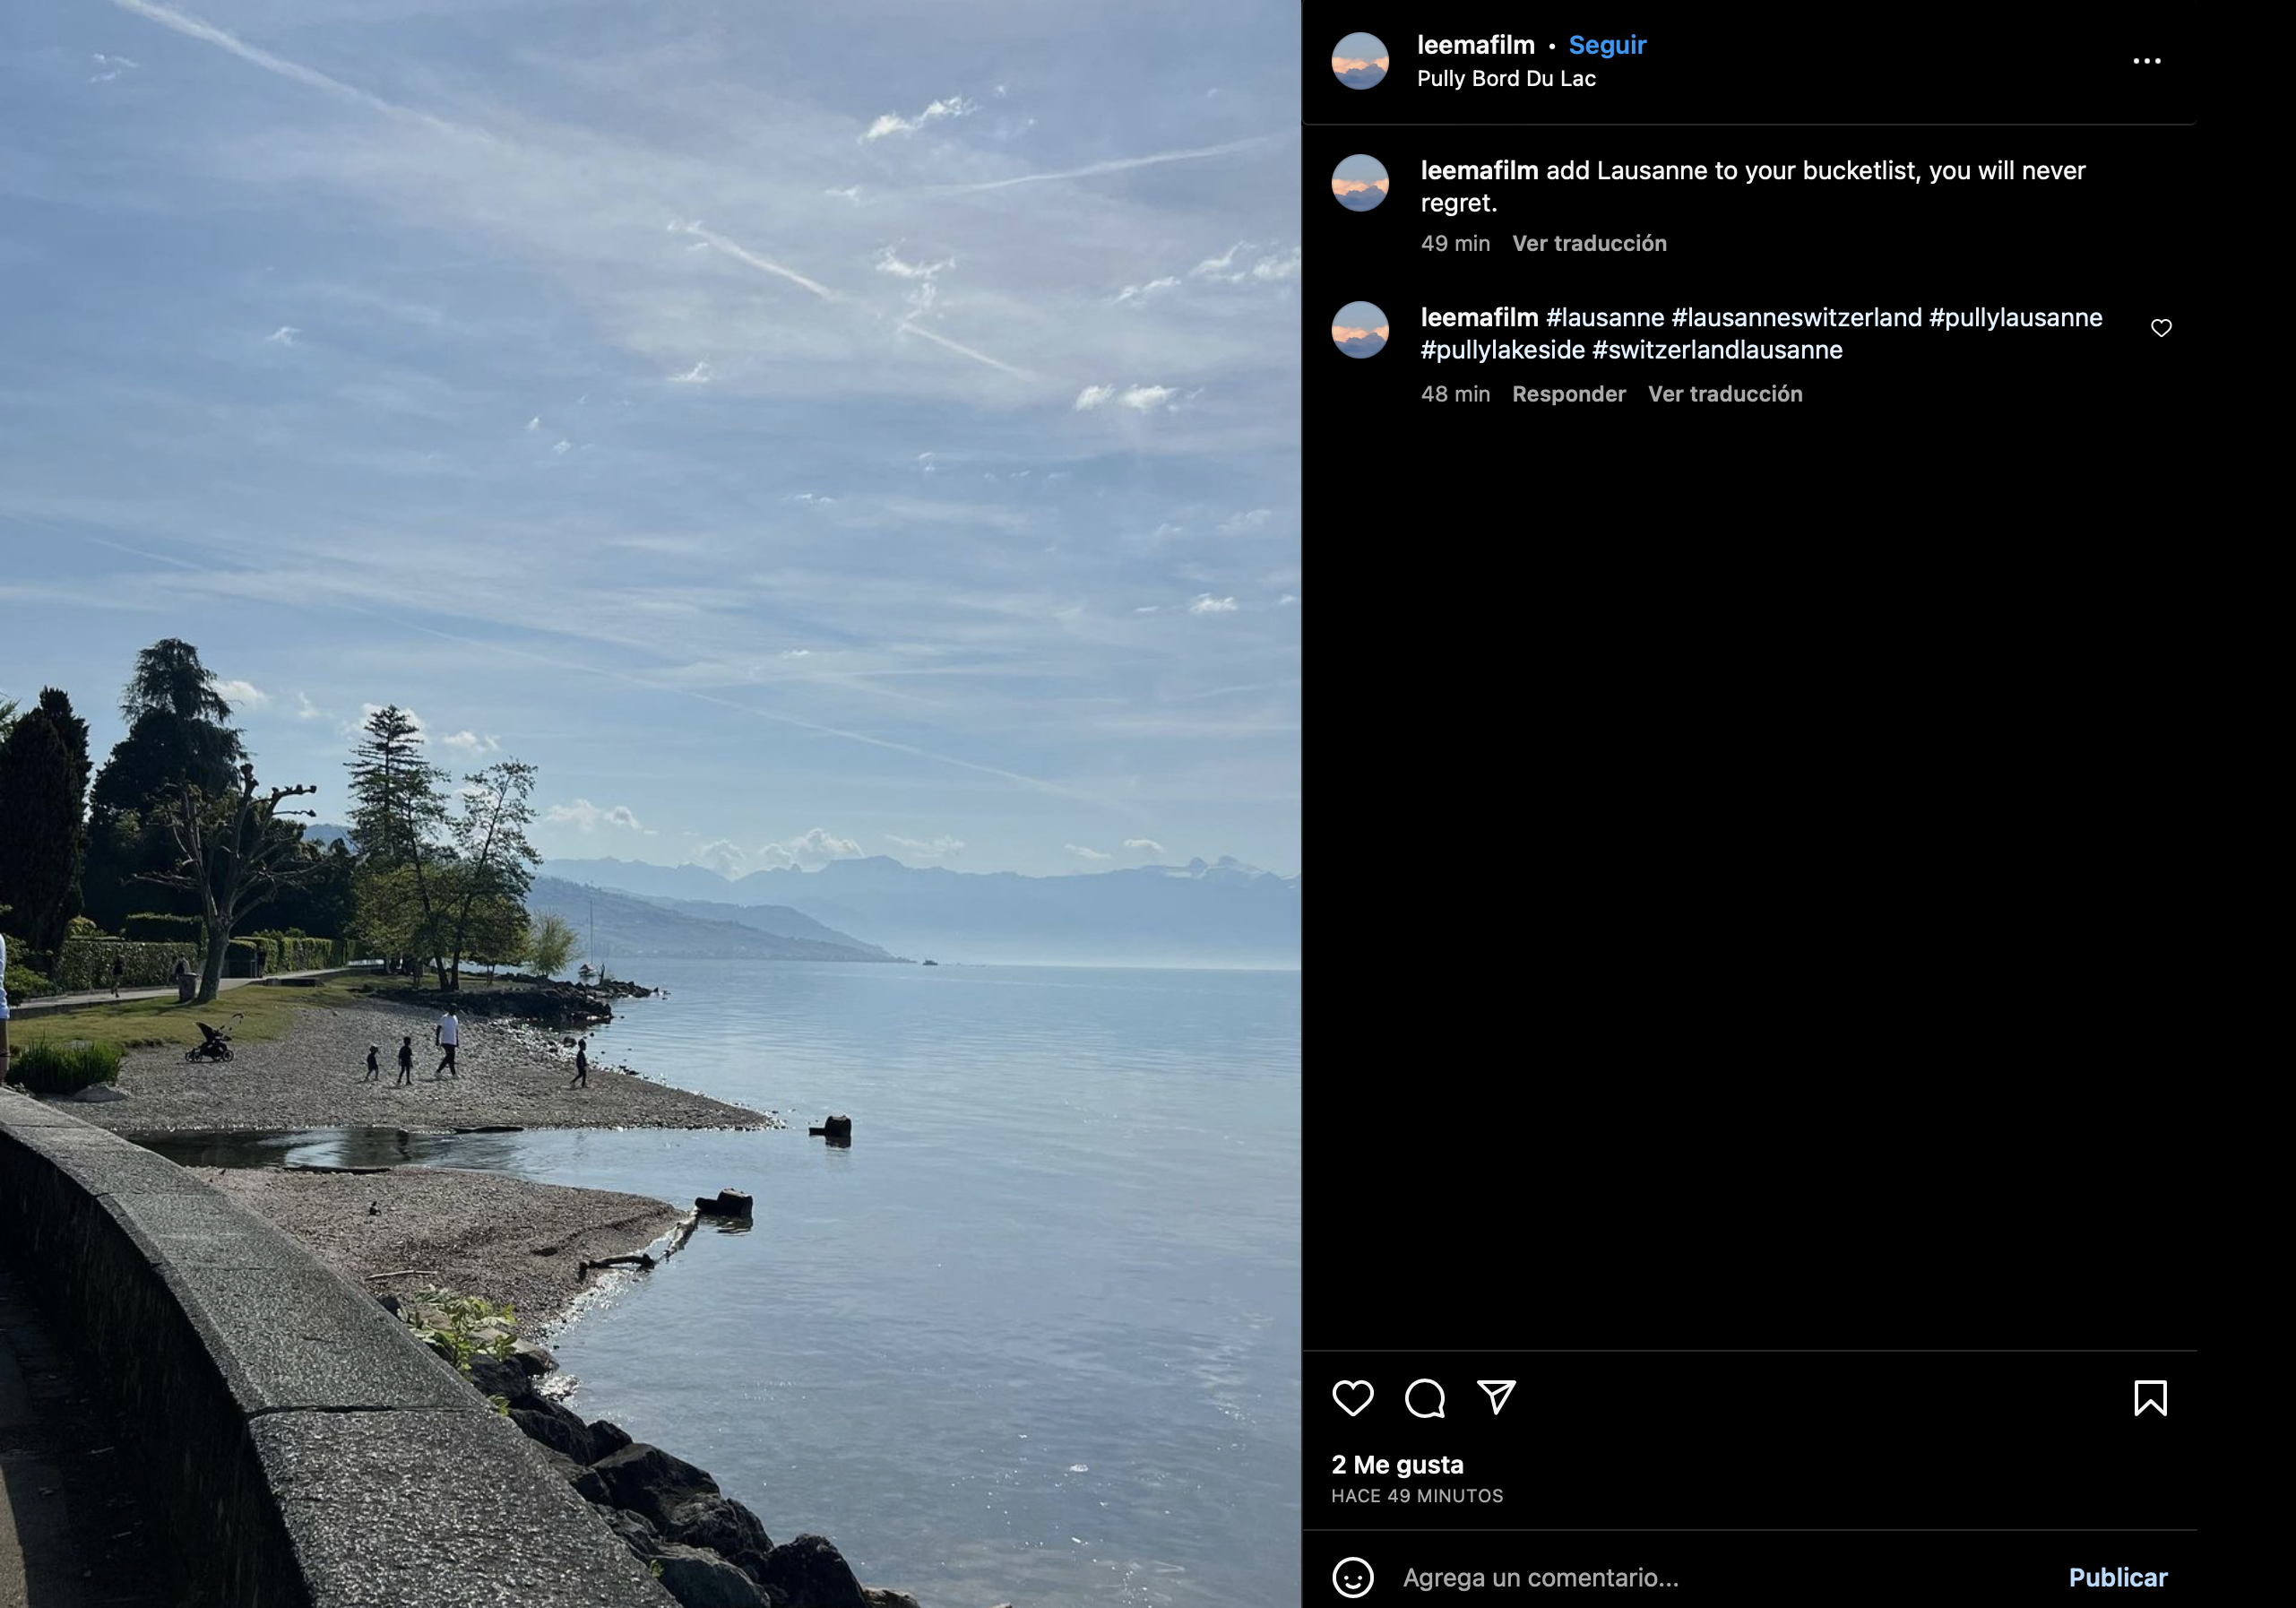 leemafilm • Seguir
Pully Bord Du Lac
leemafilm add Lausanne to your bucketlist, you will never
regret.
49 min Ver traducción
leemafilm #lausanne #lausanneswitzerland #pullylausanne
#pullylakeside #switzerlandlausanne
48 min Responder Ver traducción
2 Me gusta
HACE 49 MINUTOS
Agrega un comentario... Publicar